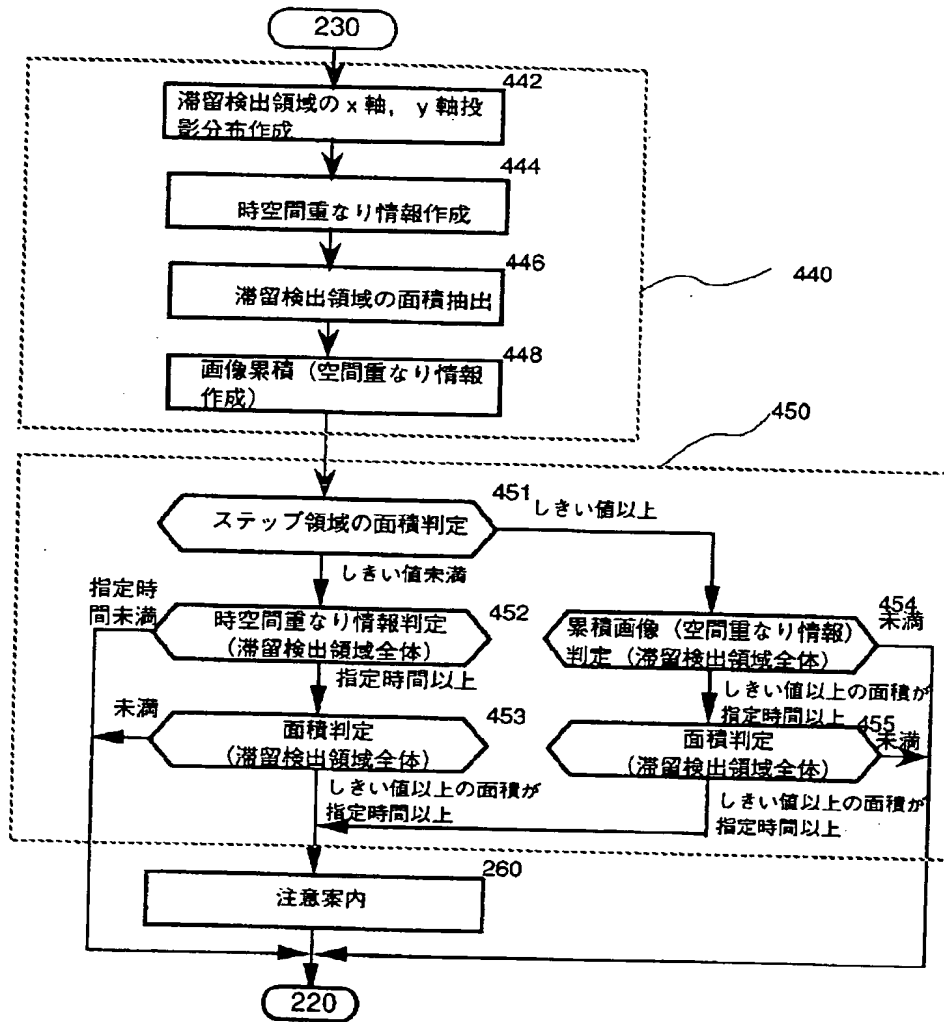 230
442
滞留検出領域のx軸, y軸投
影分布作成
444
時空間重なり情報作成
446
滞留検出領域の面積抽出
440
448
画像累積（空間重なり情報
作成）
450
451
ステップ領域の面積判定
しきい値以上
しきい値未満
指定時
間未満
時空間重なり情報判定
（滞留検出領域全体）
452
指定時間以上
累積画像（空間重なり情報）
判定（滞留検出領域全体）
454
未満
しきい値以上の面積が
指定時間以上
未満
面積判定
（滞留検出領域全体）
453
しきい値以上の面積が
指定時間以上
面積判定
（滞留検出領域全体）
455
未満
しきい値以上の面積が
指定時間以上
260
注意案内
220